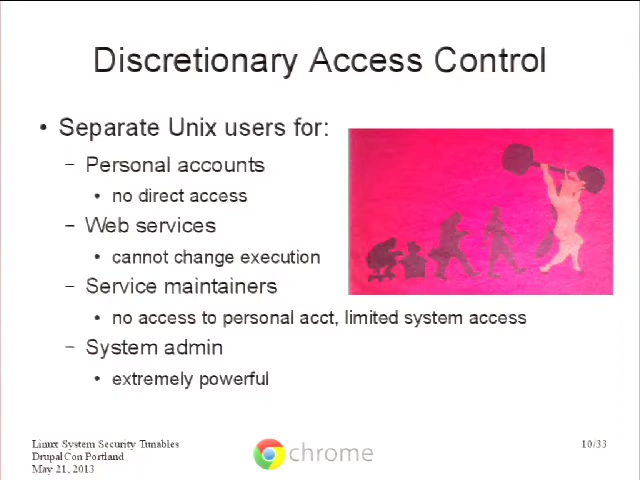 Discretionary Access Control
• Separate Unix users for:
– Personal accounts
• no direct access
– Web services
• cannot change execution
– Service maintainers
• no access to personal acct, limited system access
– System admin
• extremely powerful
Linux System Security Tunables
DrupalCon Portland
May 21, 2013
chrome
10/33